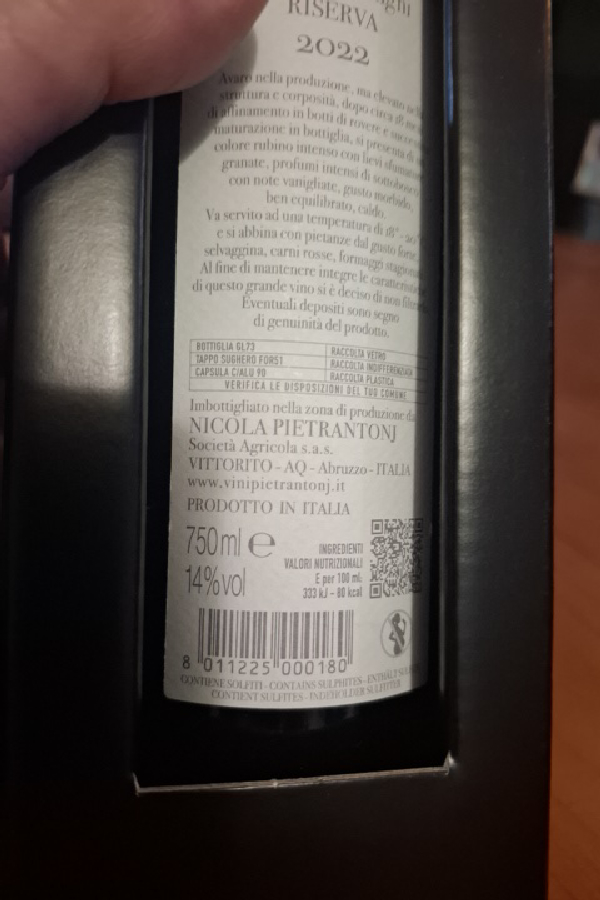 RISERVA
2022
Avaro nella produzione, ma elevato
struttura e corposità, dopo circa 18
di affinamento in botti di rovere e
maturazione in bottiglia, si presenta di
colore rubino intenso con lievi
granate, profumi intensi di sottobosco
con note vanigliate, gusto morbido,
ben equilibrato, caldo.
Va servito ad una temperatura di 18° - 20°
e si abbina con pietanze dal gusto forte,
selvaggina, carni rosse, formaggi
Al fine di mantenere integre le
di questo grande vino si è deciso di non
Eventuali depositi sono segno
di genuinità del prodotto.
BOTTIGLIA GL73 RACCOLTA VETRO
TAPPO SUGHERO FOR51 RACCOLTA INDIFFERENZIATA
CAPSULA C/ALU 90 RACCOLTA PLASTICA
VERIFICA LE DISPOSIZIONI DEL TUO COMUNE
Imbottigliato nella zona di produzione da
NICOLA PIETRANTONJ
Società Agricola s.a.s.
VITTORITO - AQ - Abruzzo - ITALIA
www.vinipietrantonj.it
PRODOTTO IN ITALIA
750 ml e
14% vol
INGREDIENTI
VALORI NUTRIZIONALI
E per 100 ml:
333 kJ - 80 kcal
8 011225 000180
CONTIENE SOLFITI - CONTAINS SULPHITES - ENTHÄLT
CONTIENT SULFITES - INDEHOLDER SULFITTER